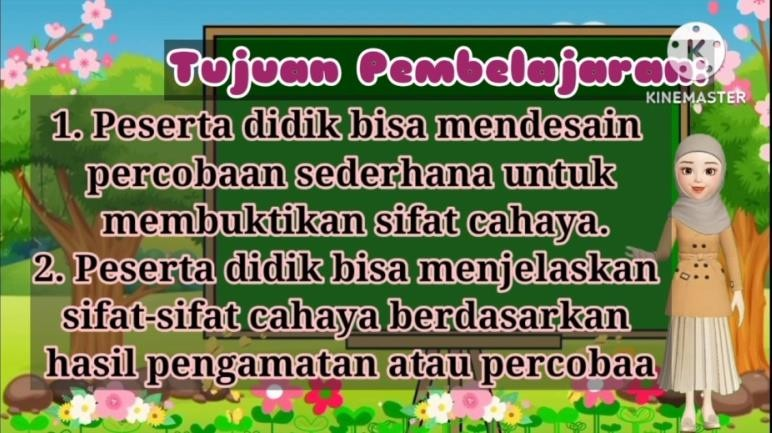 Tujuan Pembelajaran:
K
KINEMASTER
1. Peserta didik bisa mendesain
percobaan sederhana untuk
membuktikan sifat cahaya.
2. Peserta didik bisa menjelaskan
sifat-sifat cahaya berdasarkan
hasil pengamatan atau percobaa